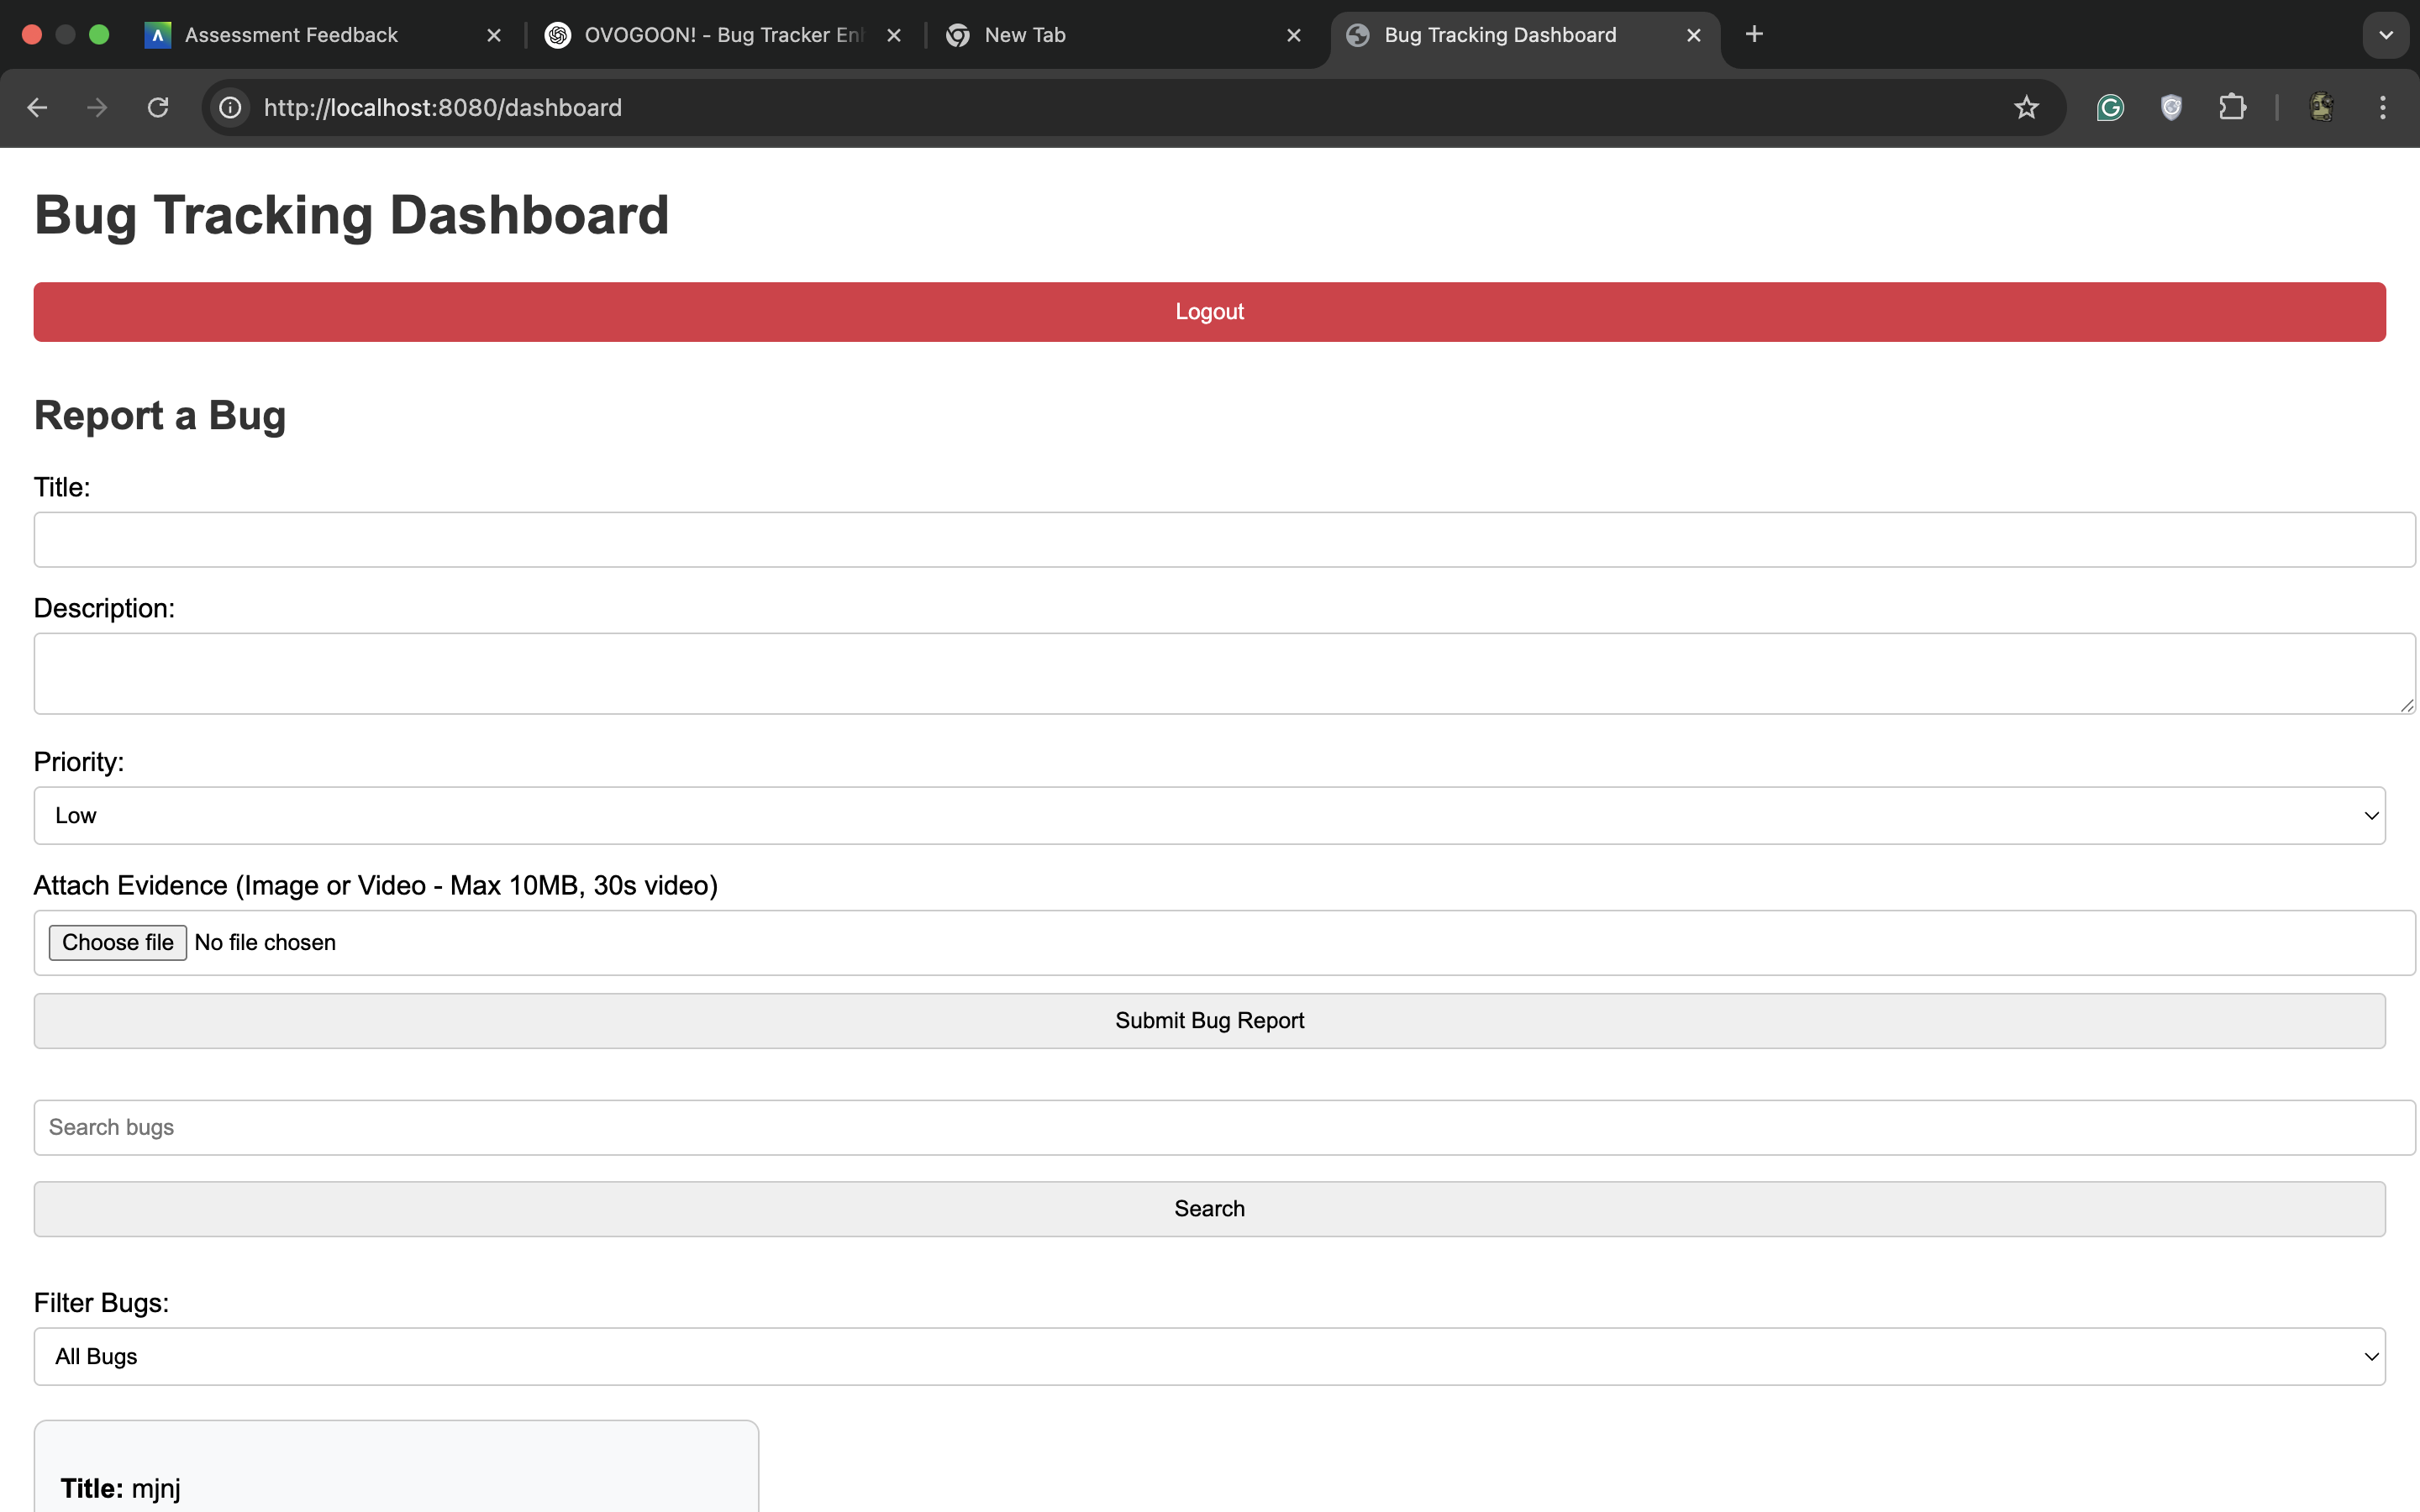 Assessment Feedback
OVOGOON! - Bug Tracker En
New Tab
Bug Tracking Dashboard
http://localhost:8080/dashboard
Bug Tracking Dashboard
Logout
Report a Bug
Title:
Description:
Priority:
Low
Attach Evidence (Image or Video - Max 10MB, 30s video)
Choose file No file chosen
Submit Bug Report
Search bugs
Search
Filter Bugs:
All Bugs
Title: mjnj